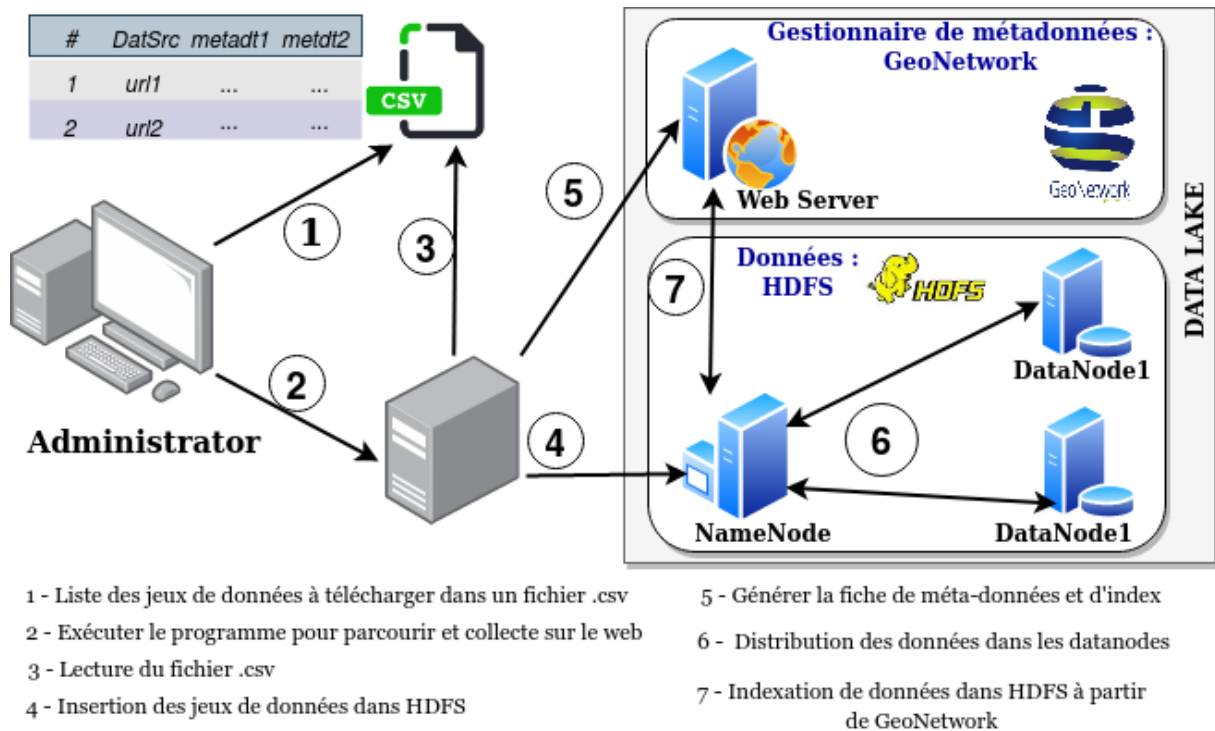 # DatSrc metadt1 metdt2
1 url1 ... ...
2 url2 ... ...
CSV
Gestionnaire de métadonnées :
GeoNetwork
GeoNetwork
Web Server
DATA LAKE
Données :
HDFS
HDFS
DataNode1
DataNode1
NameNode
Administrator
1
2
3
4
5
6
7
1 - Liste des jeux de données à télécharger dans un fichier .csv
2 - Exécuter le programme pour parcourir et collecte sur le web
3 - Lecture du fichier .csv
4 - Insertion des jeux de données dans HDFS
5 - Générer la fiche de méta-données et d'index
6 - Distribution des données dans les datanodes
7 - Indexation de données dans HDFS à partir
de GeoNetwork